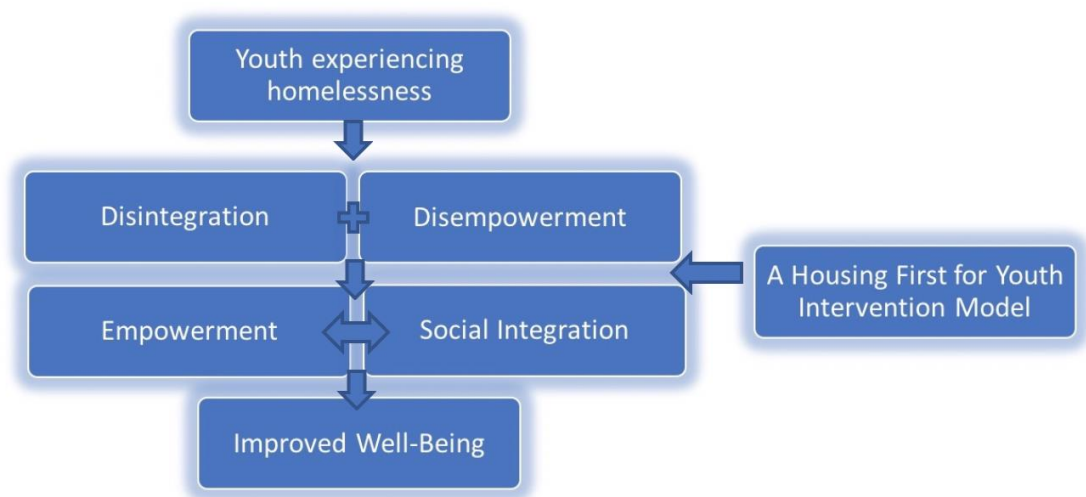 Youth experiencing
homelessness
Disintegration
Disempowerment
A Housing First for Youth
Intervention Model
Empowerment
Social Integration
Improved Well-Being